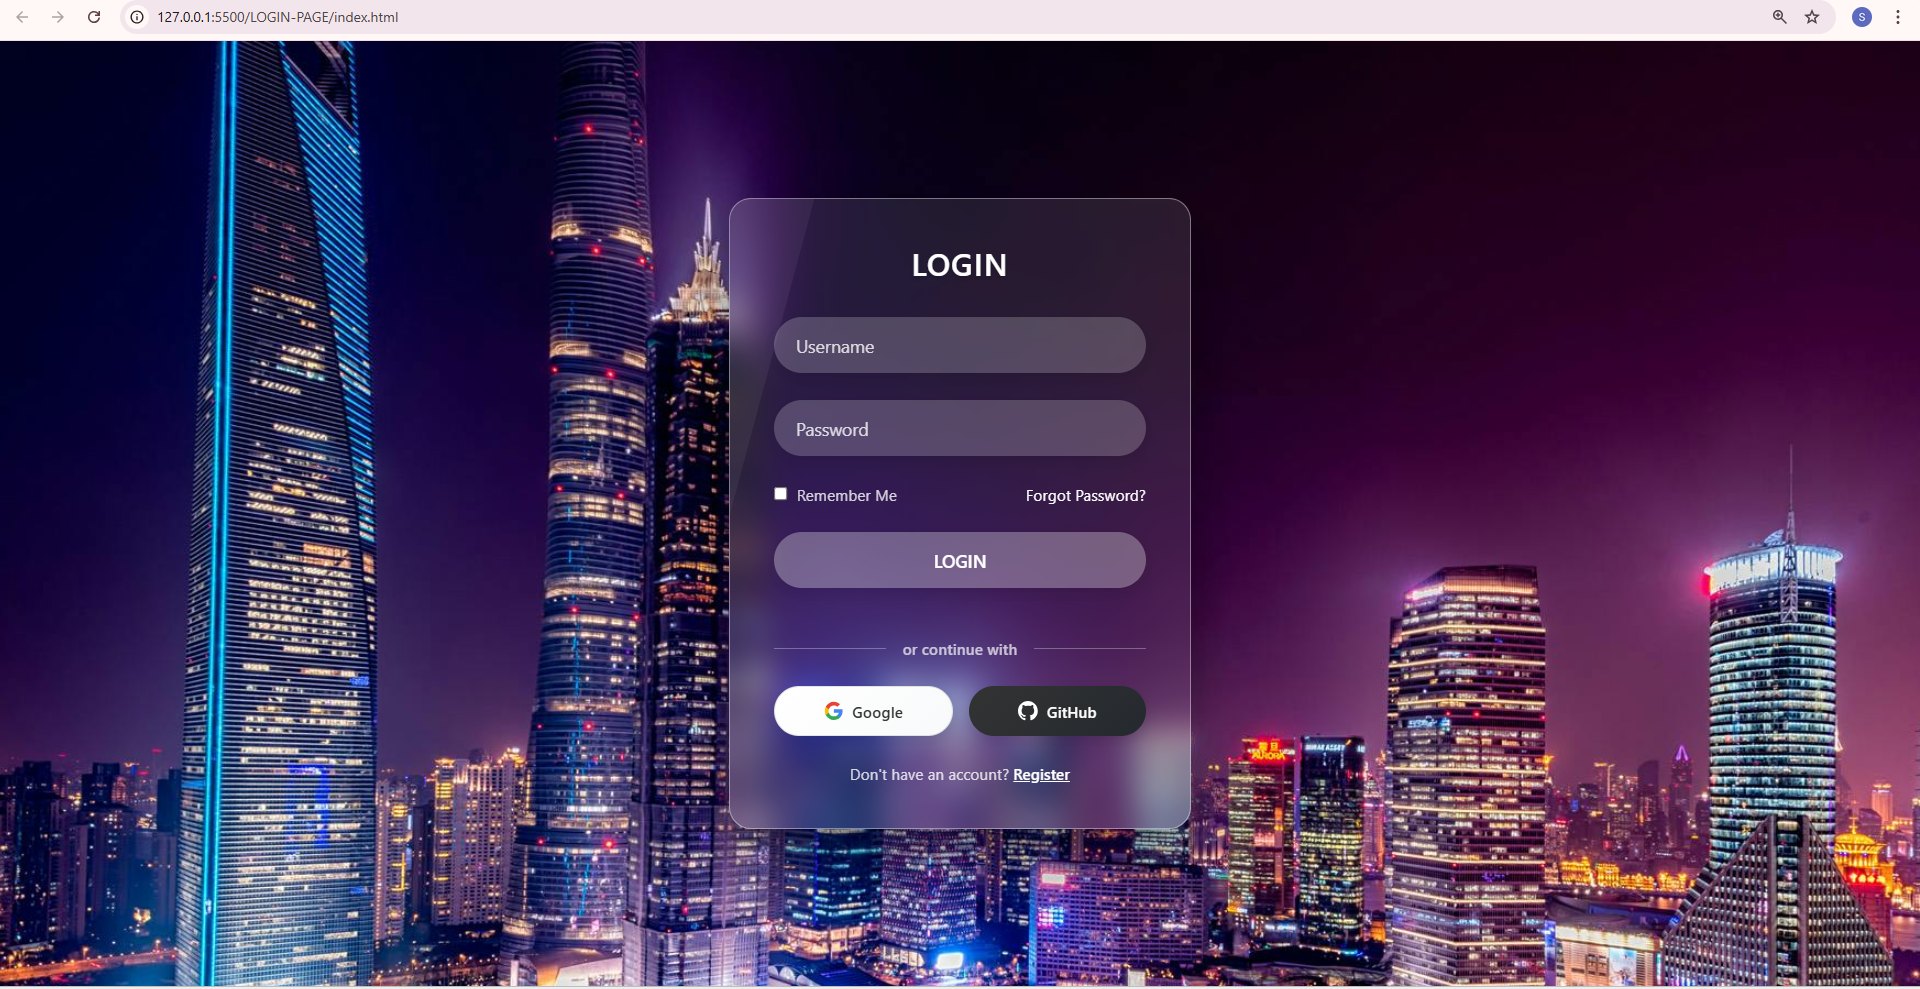 127.0.0.1:5500/LOGIN-PAGE/index.html
S
LOGIN
Username
Password
Remember Me
Forgot Password?
LOGIN
or continue with
Google
GitHub
Don't have an account? Register
AURORA